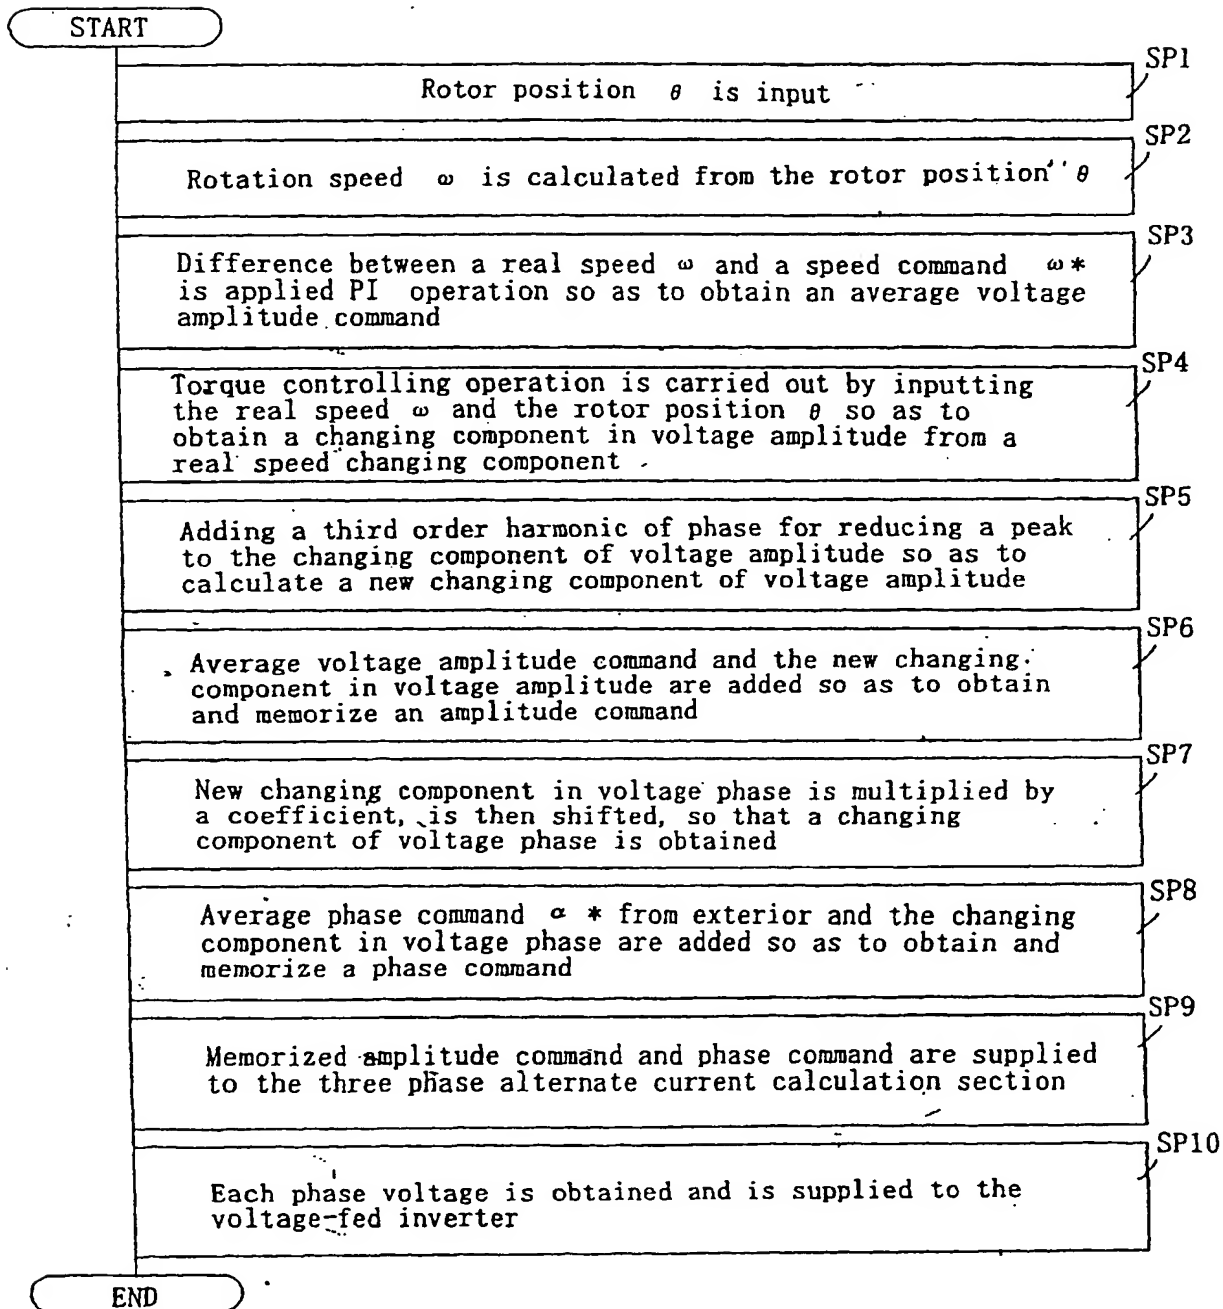 START
SP1
Rotor position θ is input
SP2
Rotation speed ω is calculated from the rotor position θ
SP3
Difference between a real speed ω and a speed command ω*
is applied PI operation so as to obtain an average voltage
amplitude command
SP4
Torque controlling operation is carried out by inputting
the real speed ω and the rotor position θ so as to
obtain a changing component in voltage amplitude from a
real speed changing component
SP5
Adding a third order harmonic of phase for reducing a peak
to the changing component of voltage amplitude so as to
calculate a new changing component of voltage amplitude
SP6
Average voltage amplitude command and the new changing
component in voltage amplitude are added so as to obtain
and memorize an amplitude command
SP7
New changing component in voltage phase is multiplied by
a coefficient, is then shifted, so that a changing
component of voltage phase is obtained
SP8
Average phase command α * from exterior and the changing
component in voltage phase are added so as to obtain and
memorize a phase command
SP9
Memorized amplitude command and phase command are supplied
to the three phase alternate current calculation section
SP10
Each phase voltage is obtained and is supplied to the
voltage-fed inverter
END